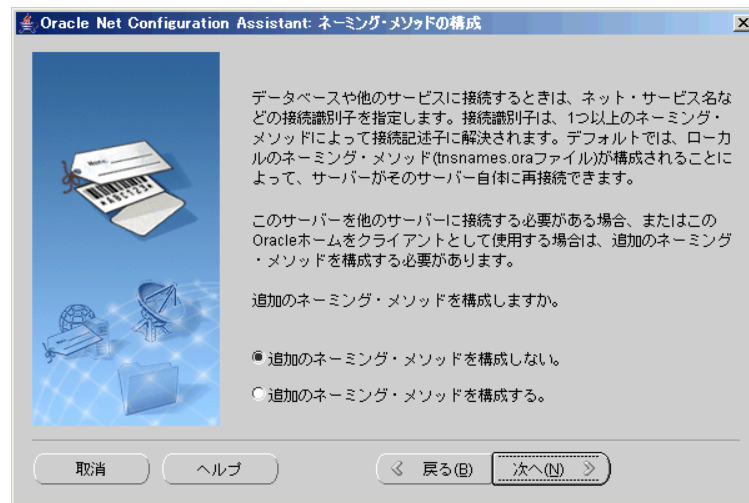 Oracle Net Configuration Assistant: ネーミング・メソッドの構成
データベースや他のサービスに接続するときは、ネット・サービス名な
どの接続識別子を指定します。接続識別子は、1つ以上のネーミング・
メソッドによって接続記述子に解決されます。デフォルトでは、ローカ
ルのネーミング・メソッド(tnsnames.oraファイル)が構成されることに
よって、サーバーがそのサーバー自体に再接続できます。
このサーバーを他のサーバーに接続する必要がある場合、またはこの
Oracleホームをクライアントとして使用する場合は、追加のネーミング
・メソッドを構成する必要があります。
追加のネーミング・メソッドを構成しますか。
追加のネーミング・メソッドを構成しない。
追加のネーミング・メソッドを構成する。
取消
ヘルプ
戻る(B)
次へ(N)